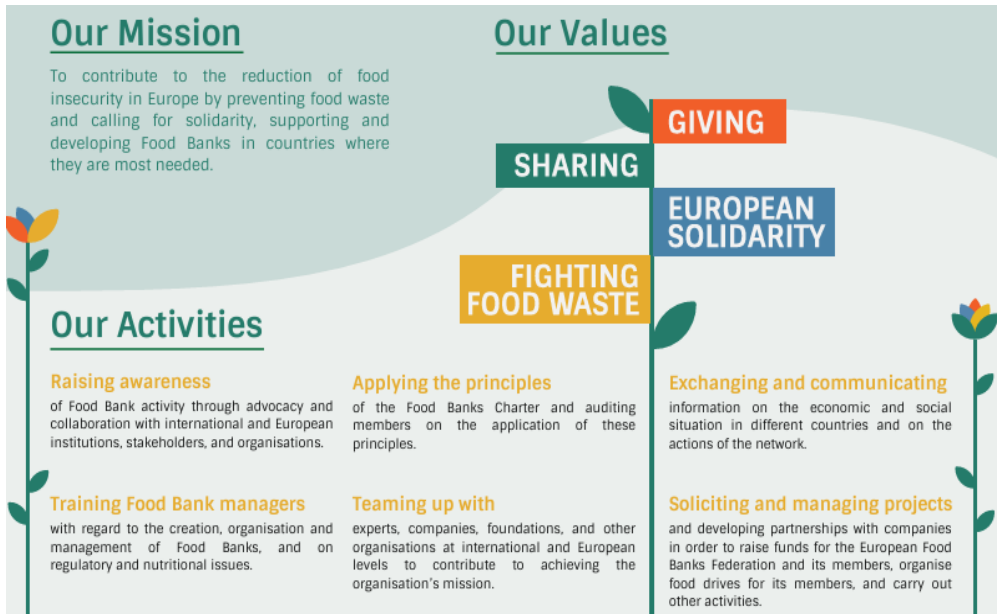 Our Mission
To contribute to the reduction of food
insecurity in Europe by preventing food waste
and calling for solidarity, supporting and
developing Food Banks in countries where
they are most needed.
Our Values
GIVING
SHARING
EUROPEAN
SOLIDARITY
FIGHTING
FOOD WASTE
Our Activities
Raising awareness
of Food Bank activity through advocacy and
collaboration with international and European
institutions, stakeholders, and organisations.
Applying the principles
of the Food Banks Charter and auditing
members on the application of these
principles.
Exchanging and communicating
information on the economic and social
situation in different countries and on the
actions of the network.
Training Food Bank managers
with regard to the creation, organisation and
management of Food Banks, and on
regulatory and nutritional issues.
Teaming up with
experts, companies, foundations, and other
organisations at international and European
levels to contribute to achieving the
organisation's mission.
Soliciting and managing projects
and developing partnerships with companies
in order to raise funds for the European Food
Banks Federation and its members, organise
food drives for its members, and carry out
other activities.